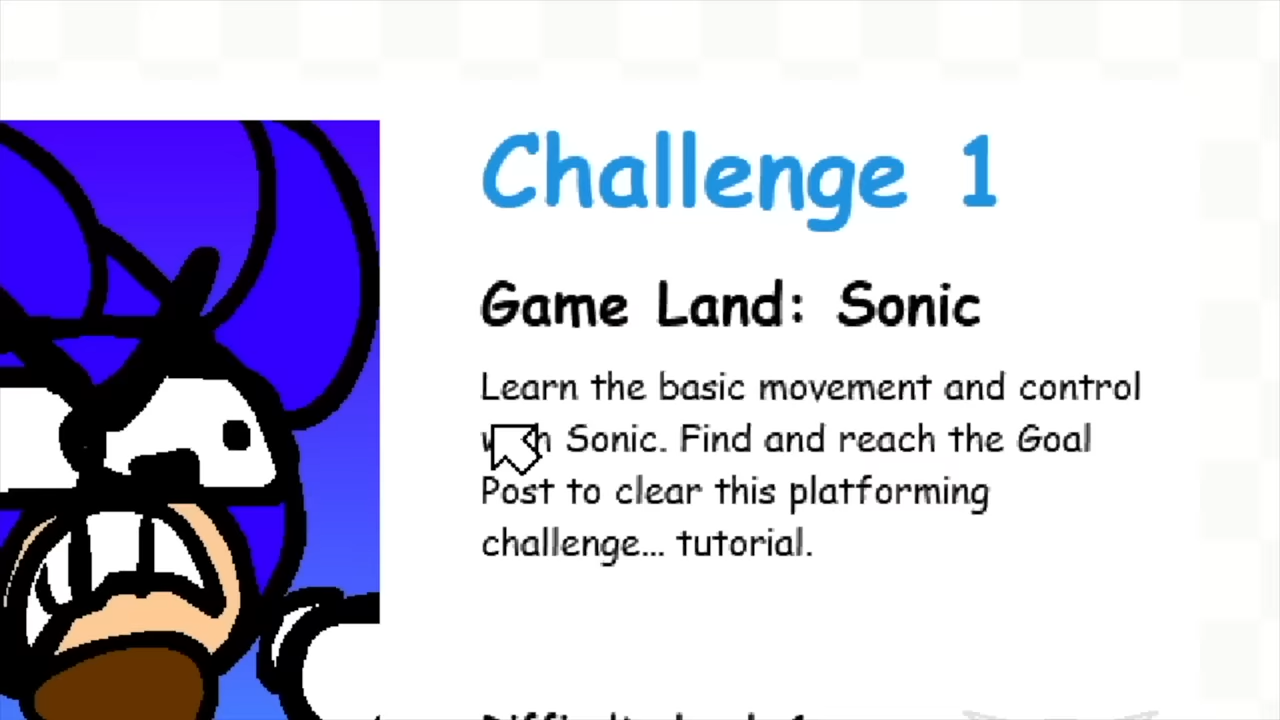 Challenge 1
Game Land: Sonic
Learn the basic movement and control
Sonic. Find and reach the Goal
Post to clear this platforming
challenge... tutorial.